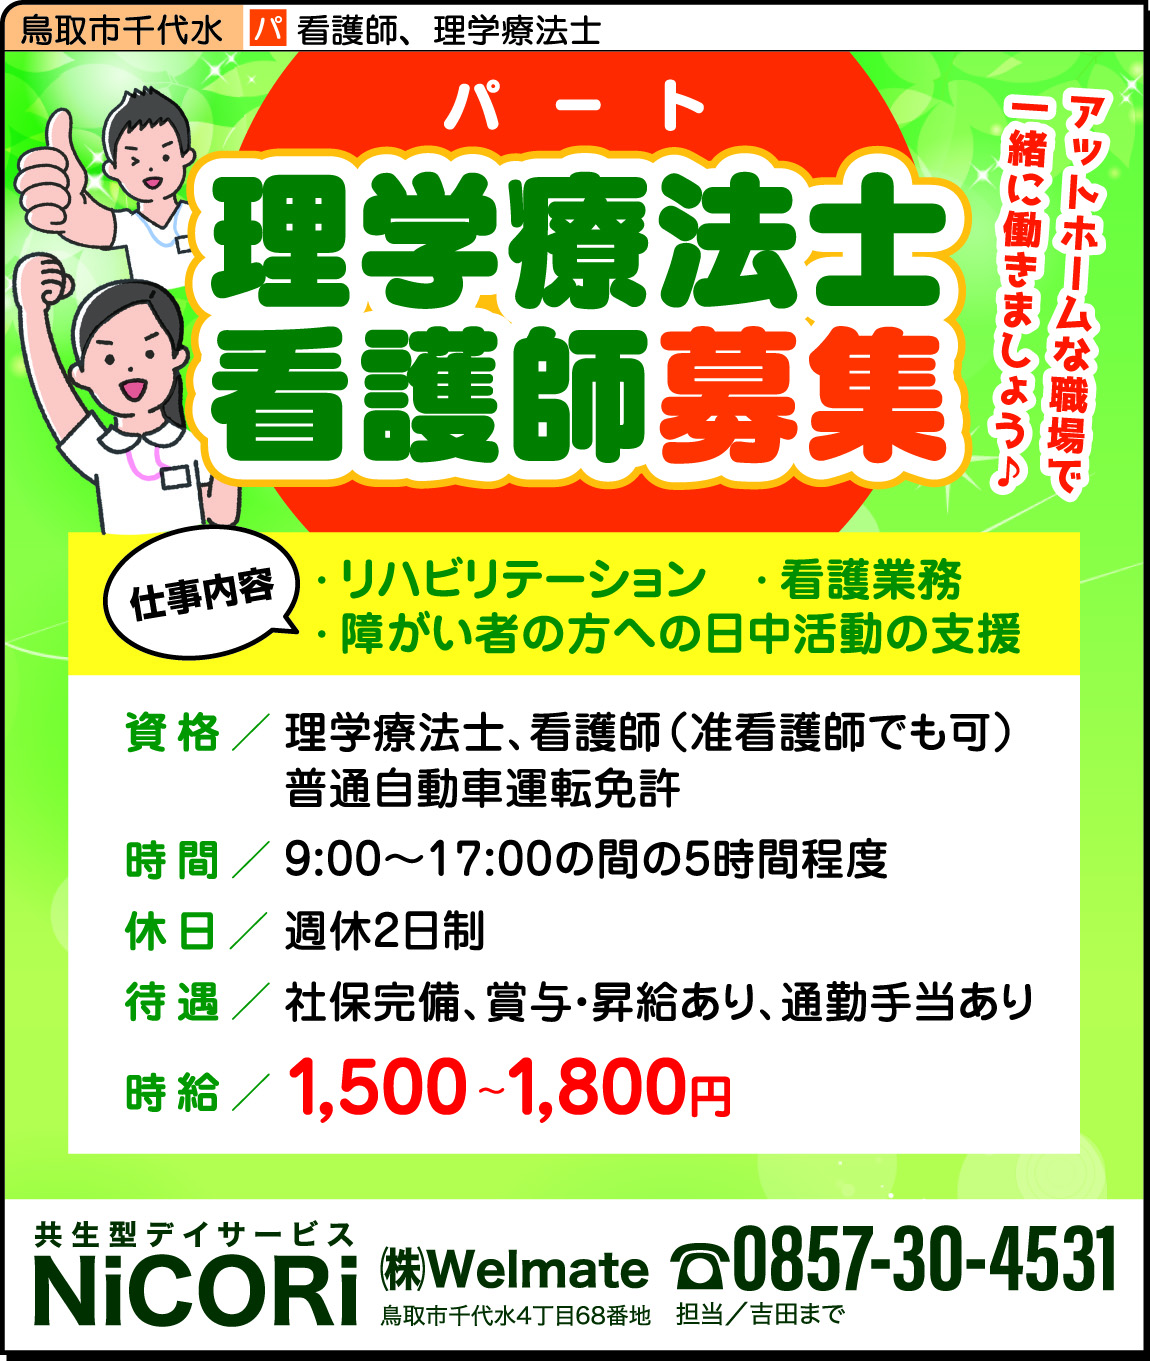 鳥取市千代水 パ 看護師、理学療法士
パート
理学療法士
看護師募集
アットホームな職場で
一緒に働きましょう♪
仕事内容
・リハビリテーション ・看護業務
・障がい者の方への日中活動の支援
資格／理学療法士、看護師（准看護師でも可）
普通自動車運転免許
時間／9:00〜17:00の間の5時間程度
休日／週休2日制
待遇／社保完備、賞与・昇給あり、通勤手当あり
時給／1,500〜1,800円
共生型デイサービス
NiCORi
㈱Welmate ☎0857-30-4531
鳥取市千代水4丁目68番地 担当／吉田まで